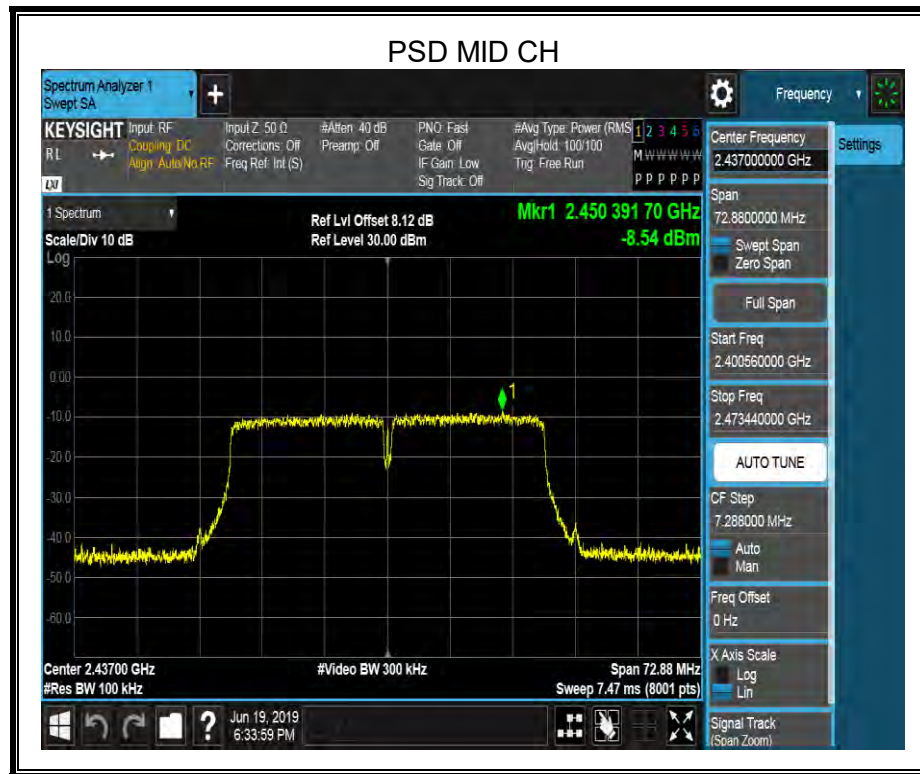 PSD MID CH
Spectrum Analyzer 1
Swept SA
+
Frequency
KEYSIGHT
RL
LXI
Input: RF
Coupling: DC
Align: Auto/No RF
Input Z: 50 Ω
Corrections: Off
Freq Ref: Int (S)
#Atten: 40 dB
Preamp: Off
PNO: Fast
Gate: Off
IF Gain: Low
Sig Track: Off
#Avg Type: Power (RMS
Avg|Hold: 100/100
Trig: Free Run
1 2 3 4 5 6
M W W W W W
P P P P P P
1 Spectrum
Scale/Div 10 dB
Log
Ref Lvl Offset 8.12 dB
Ref Level 30.00 dBm
Mkr1 2.450 391 70 GHz
-8.54 dBm
20.0
10.0
0.00
-10.0
-20.0
-30.0
-40.0
-50.0
-60.0
1
Center 2.43700 GHz
#Res BW 100 kHz
#Video BW 300 kHz
Span 72.88 MHz
Sweep 7.47 ms (8001 pts)
?
Jun 19, 2019
6:33:59 PM
Center Frequency
2.437000000 GHz
Span
72.8800000 MHz
Swept Span
Zero Span
Full Span
Start Freq
2.400560000 GHz
Stop Freq
2.473440000 GHz
AUTO TUNE
CF Step
7.288000 MHz
Auto
Man
Freq Offset
0 Hz
X Axis Scale
Log
Lin
Signal Track
(Span Zoom)
Settings